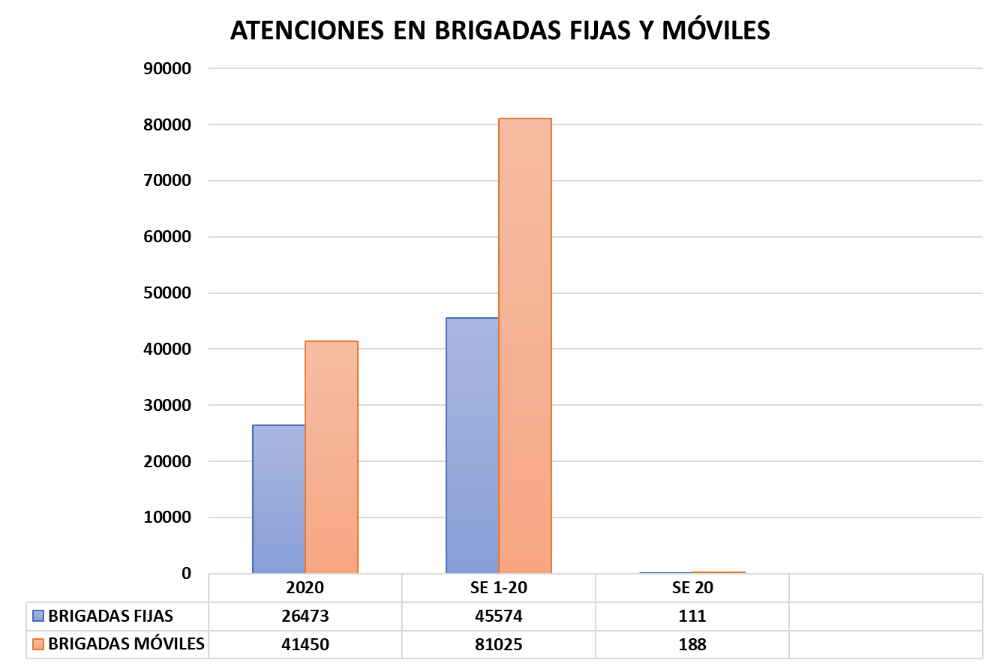 ATENCIONES EN BRIGADAS FIJAS Y MÓVILES
90000
80000
70000
60000
50000
40000
30000
20000
10000
0
2020 SE 1-20 SE 20
BRIGADAS FIJAS 26473 45574 111
BRIGADAS MÓVILES 41450 81025 188